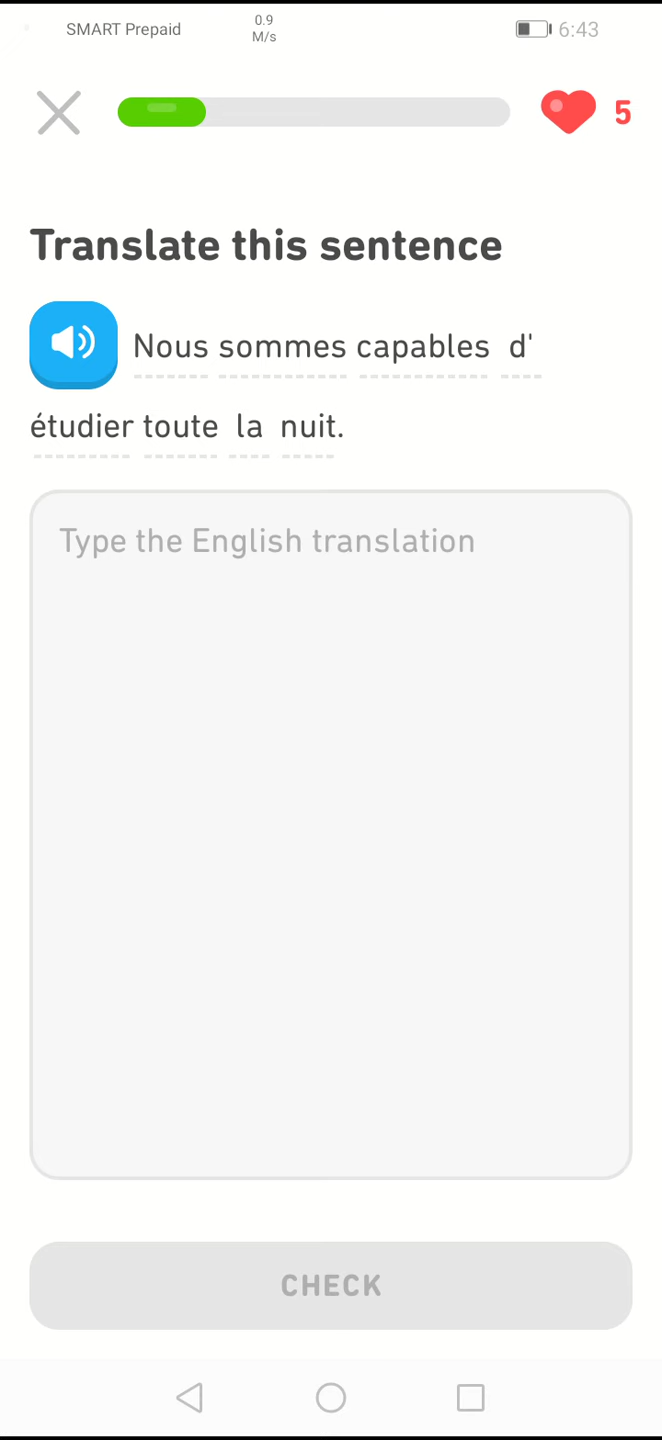 SMART Prepaid 0.9 M/s 6:43
5
Translate this sentence
Nous sommes capables d'
étudier toute la nuit.
Type the English translation
CHECK